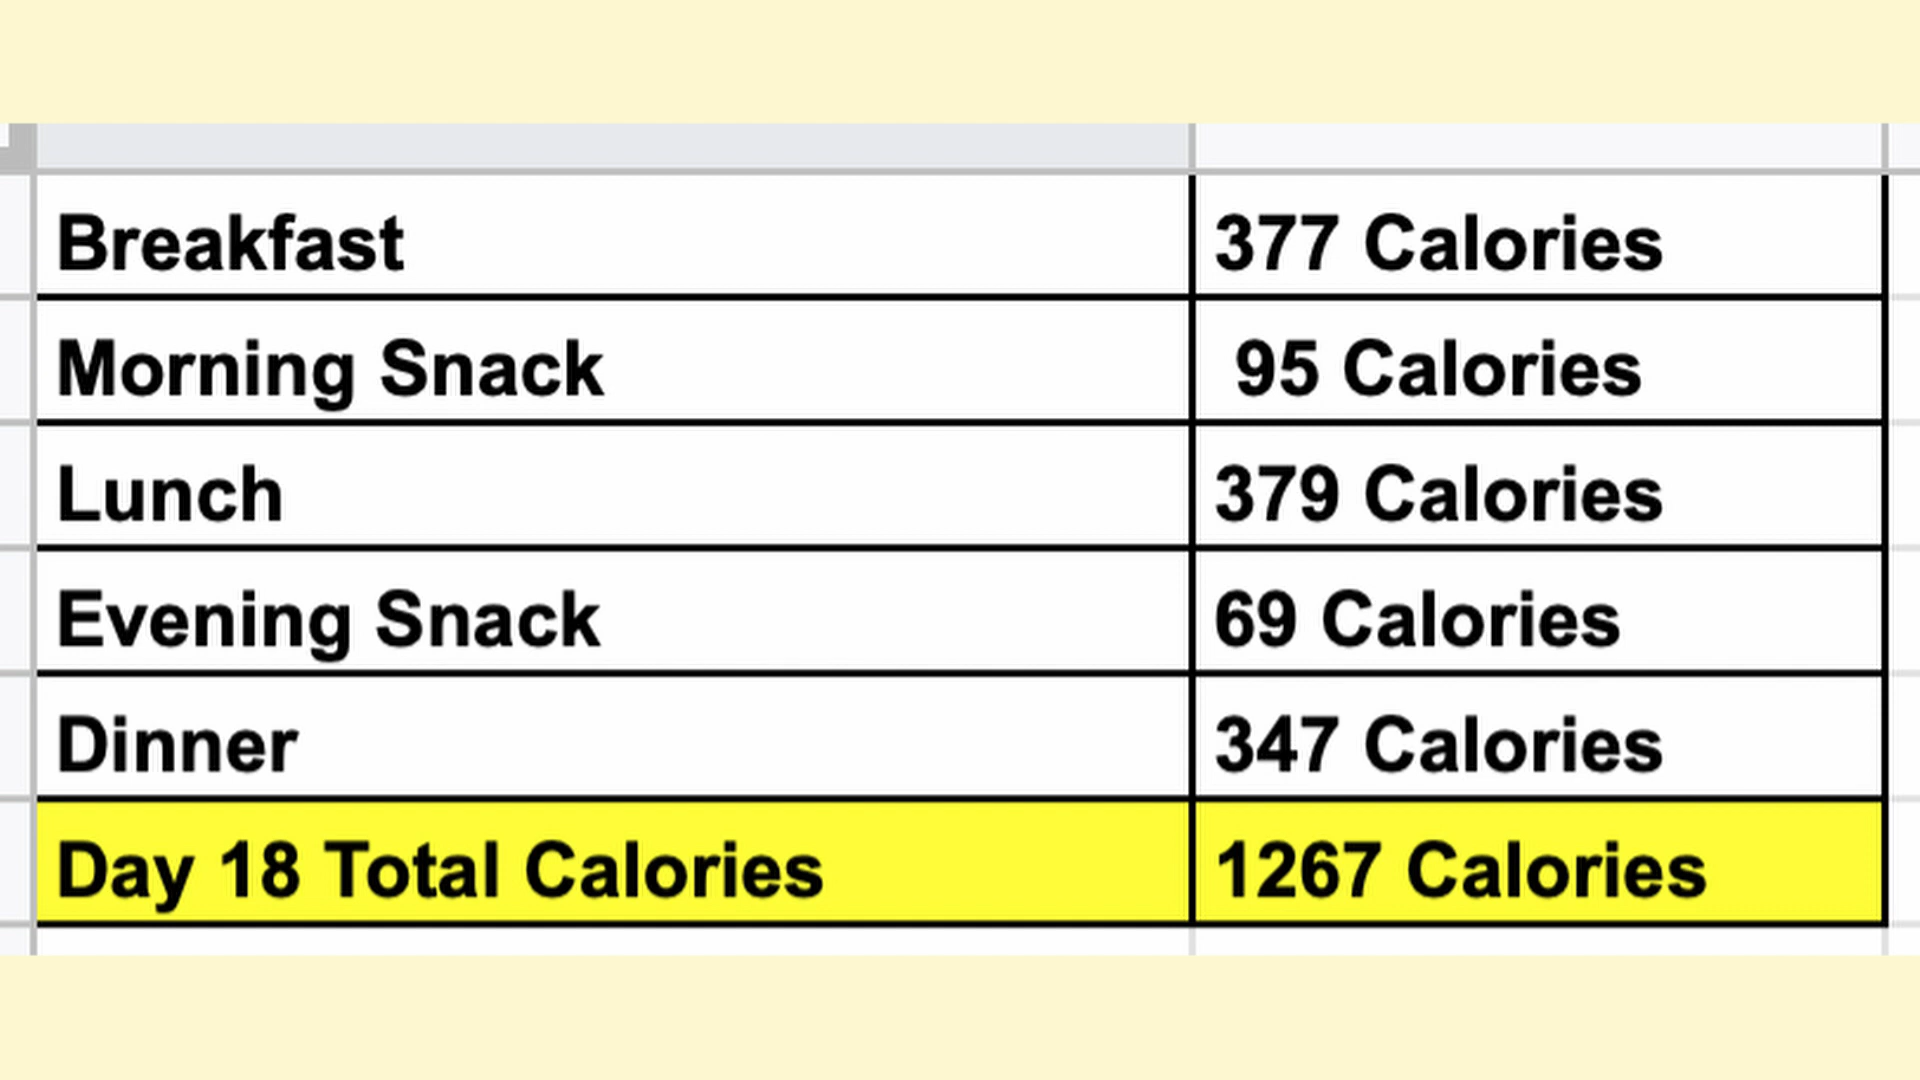 Breakfast 377 Calories
Morning Snack 95 Calories
Lunch 379 Calories
Evening Snack 69 Calories
Dinner 347 Calories
Day 18 Total Calories 1267 Calories